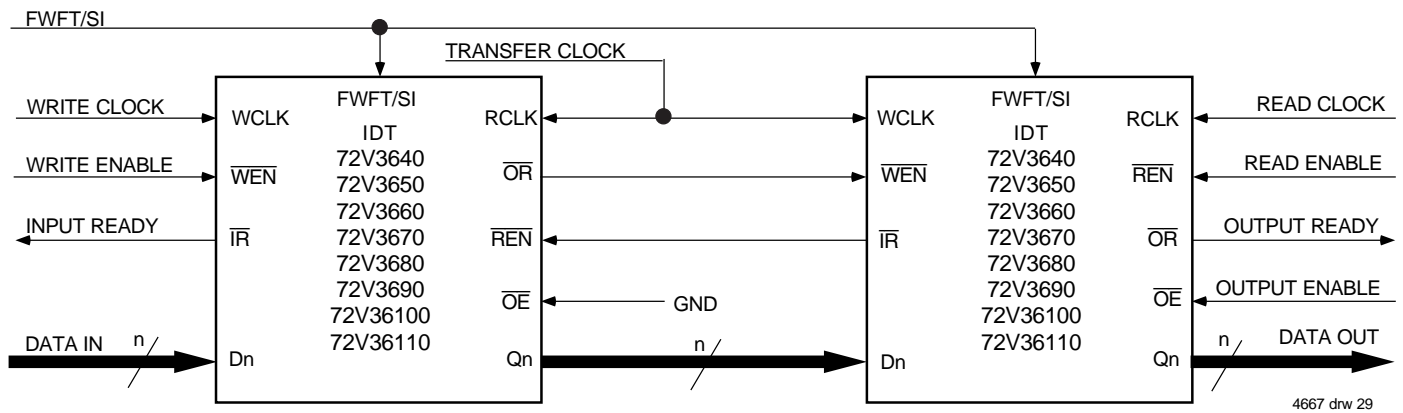 FWFT/SI
TRANSFER CLOCK
WRITE CLOCK
WRITE ENABLE
INPUT READY
DATA IN
n
FWFT/SI
WCLK
WEN
IR
Dn
IDT
72V3640
72V3650
72V3660
72V3670
72V3680
72V3690
72V36100
72V36110
RCLK
OR
REN
OE
Qn
GND
n
FWFT/SI
WCLK
WEN
IR
Dn
IDT
72V3640
72V3650
72V3660
72V3670
72V3680
72V3690
72V36100
72V36110
RCLK
REN
OR
OE
Qn
READ CLOCK
READ ENABLE
OUTPUT READY
OUTPUT ENABLE
n
DATA OUT
4667 drw 29